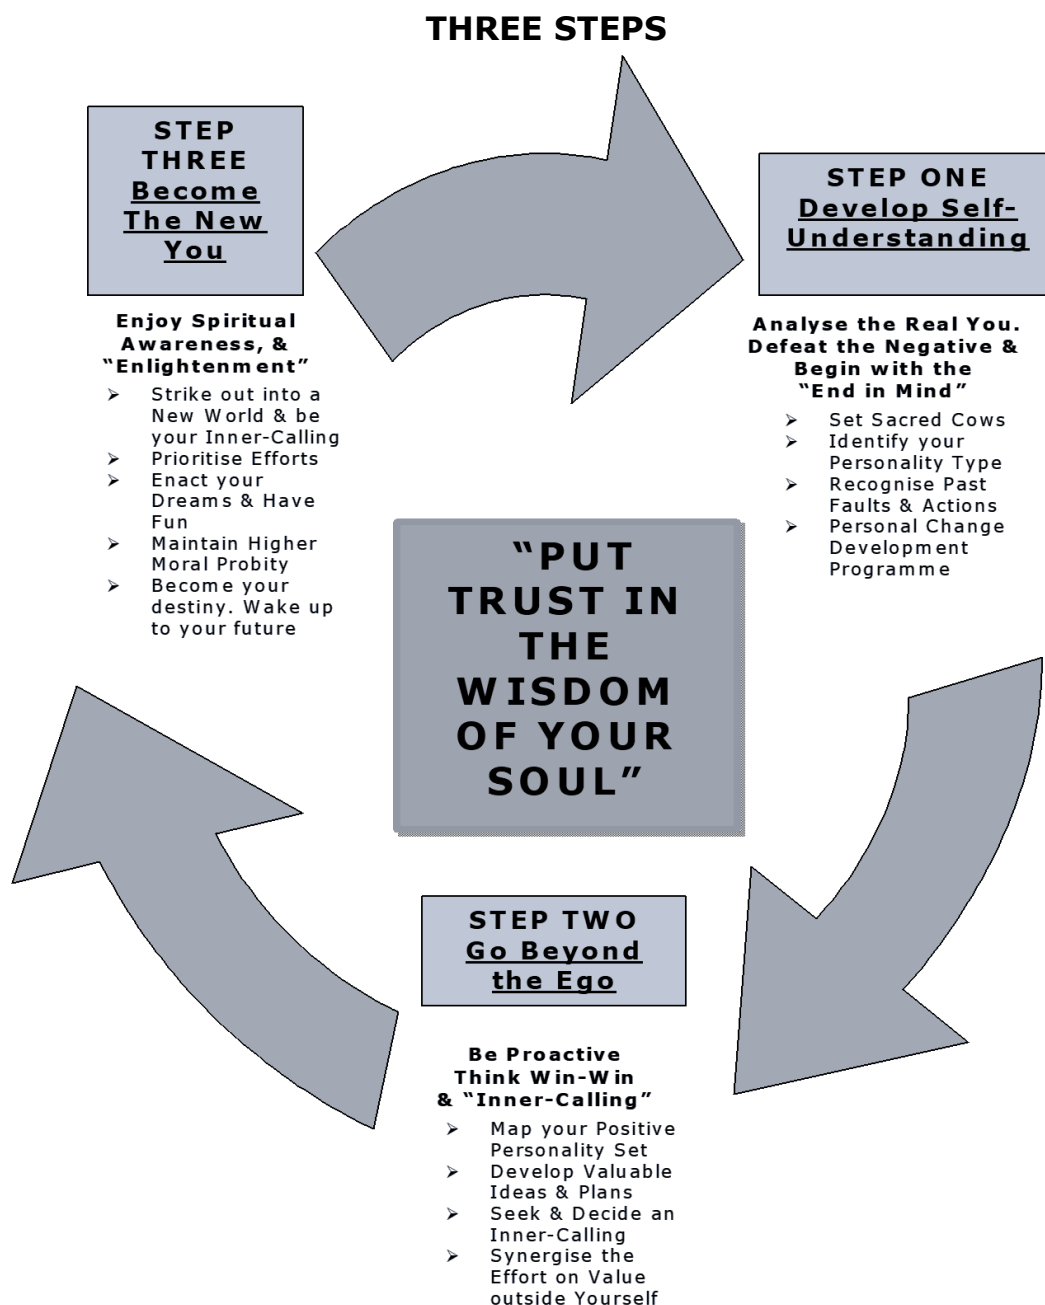 THREE STEPS
STEP
THREE
Become
The New
You
Enjoy Spiritual
Awareness, &
“Enlightenment”
➢ Strike out into a
New World & be
your Inner-Calling
➢ Prioritise Efforts
➢ Enact your
Dreams & Have
Fun
➢ Maintain Higher
Moral Probity
➢ Become your
destiny. Wake up
to your future
STEP ONE
Develop Self-
Understanding
Analyse the Real You.
Defeat the Negative &
Begin with the
“End in Mind”
➢ Set Sacred Cows
➢ Identify your
Personality Type
➢ Recognise Past
Faults & Actions
➢ Personal Change
Development
Programme
“PUT
TRUST IN
THE
WISDOM
OF YOUR
SOUL”
STEP TWO
Go Beyond
the Ego
Be Proactive
Think Win-Win
& “Inner-Calling”
➢ Map your Positive
Personality Set
➢ Develop Valuable
Ideas & Plans
➢ Seek & Decide an
Inner-Calling
➢ Synergise the
Effort on Value
outside Yourself